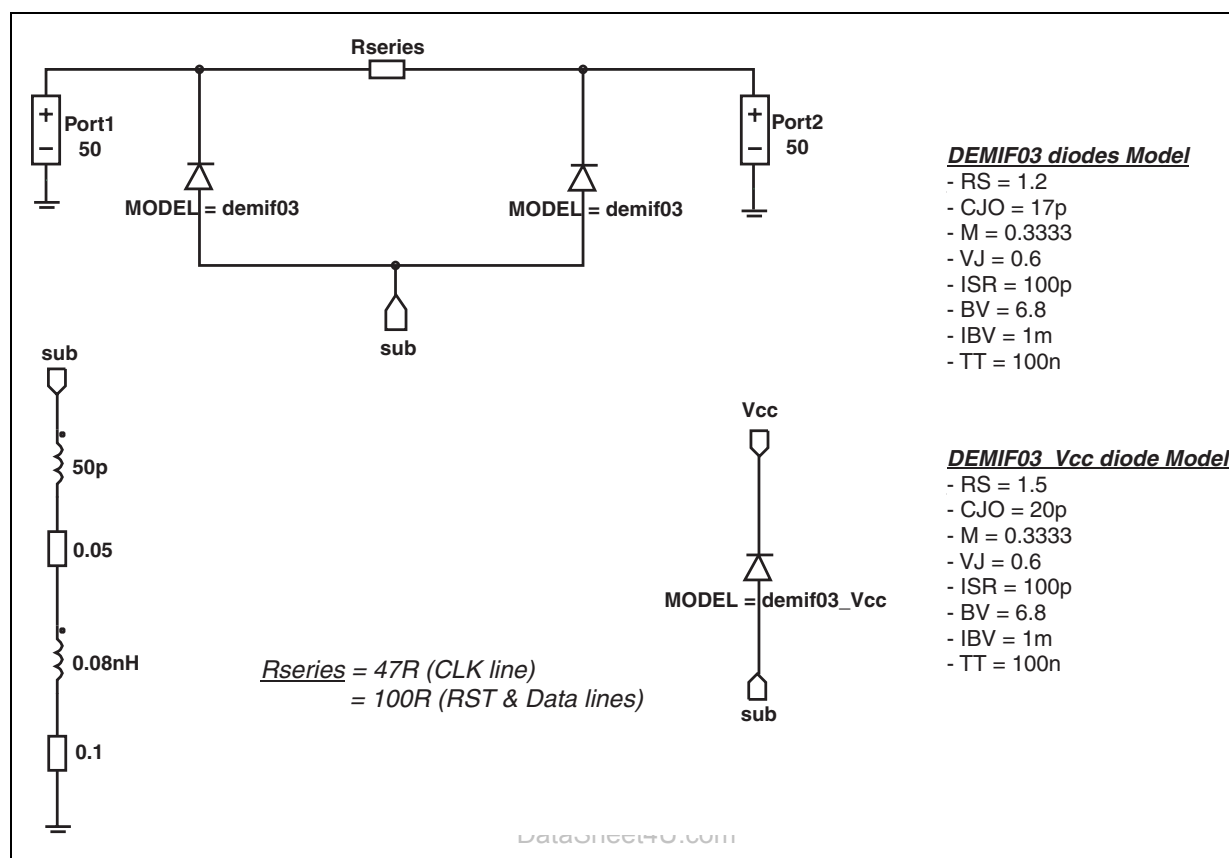 Rseries
Port1
50
Port2
50
MODEL = demif03
MODEL = demif03
sub
DEMIF03 diodes Model
- RS = 1.2
- CJO = 17p
- M = 0.3333
- VJ = 0.6
- ISR = 100p
- BV = 6.8
- IBV = 1m
- TT = 100n
sub
50p
0.05
0.08nH
0.1
Rseries = 47R (CLK line)
= 100R (RST & Data lines)
Vcc
MODEL = demif03_Vcc
sub
DEMIF03_Vcc diode Model
- RS = 1.5
- CJO = 20p
- M = 0.3333
- VJ = 0.6
- ISR = 100p
- BV = 6.8
- IBV = 1m
- TT = 100n
DataSheet4U.com